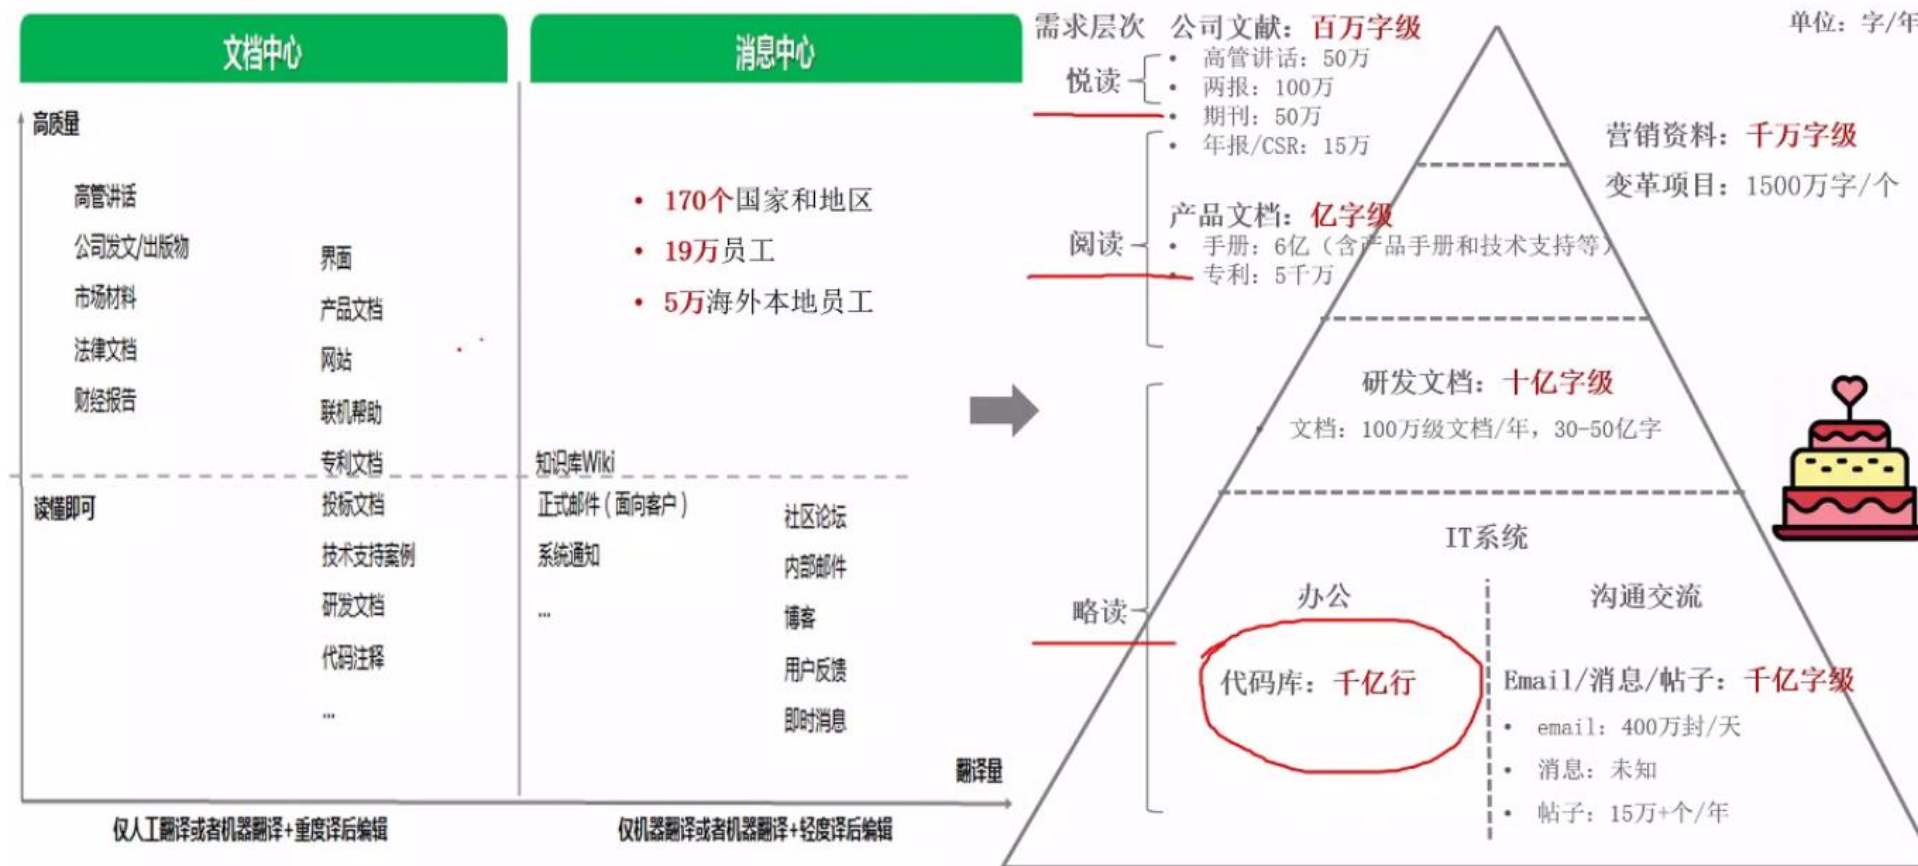 文档中心
消息中心
高质量
高管讲话
公司发文/出版物
市场材料
法律文档
财经报告
界面
产品文档
网站
联机帮助
专利文档
读懂即可
投标文档
技术支持案例
研发文档
代码注释
...
• 170个国家和地区
• 19万员工
• 5万海外本地员工
知识库Wiki
正式邮件（面向客户）
系统通知
...
社区论坛
内部邮件
博客
用户反馈
即时消息
翻译量
仅人工翻译或者机器翻译+重度译后编辑
仅机器翻译或者机器翻译+轻度译后编辑
需求层次
单位：字/年
悦读
公司文献：百万字级
• 高管讲话：50万
• 两报：100万
• 期刊：50万
• 年报/CSR：15万
营销资料：千万字级
变革项目：1500万字/个
阅读
产品文档：亿字级
• 手册：6亿（含产品手册和技术支持等）
• 专利：5千万
研发文档：十亿字级
• 文档：100万级文档/年，30-50亿字
略读
IT系统
办公
代码库：千亿行
沟通交流
Email/消息/帖子：千亿字级
• email：400万封/天
• 消息：未知
• 帖子：15万+个/年